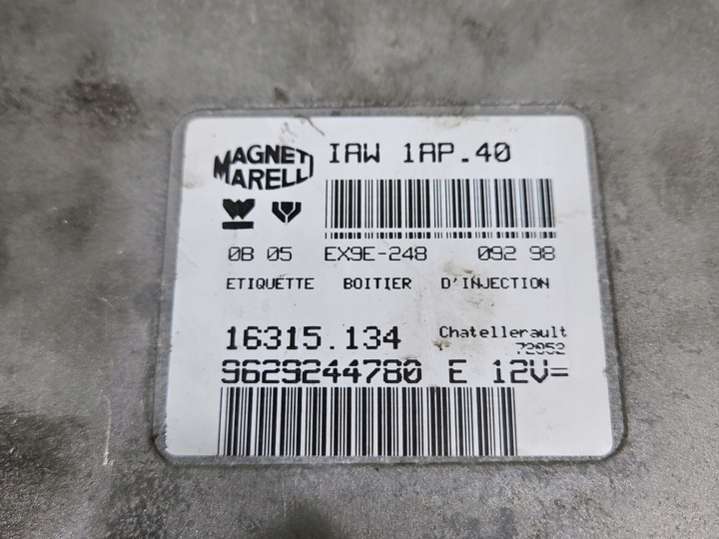 MAGNETI
MARELLI
IAW 1AP.40
0B 05 EX9E-248 092 98
ETIQUETTE BOITIER D'INJECTION
16315.134 Chatellerault
72052
9629244780 E 12V=